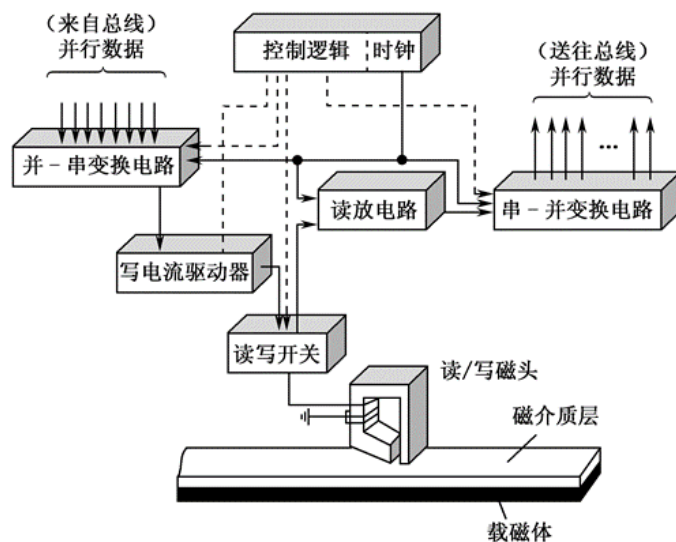 （来自总线）
并行数据
控制逻辑 时钟
（送往总线）
并行数据
并－串变换电路
读放电路
串－并变换电路
写电流驱动器
读写开关
读/写磁头
磁介质层
载磁体